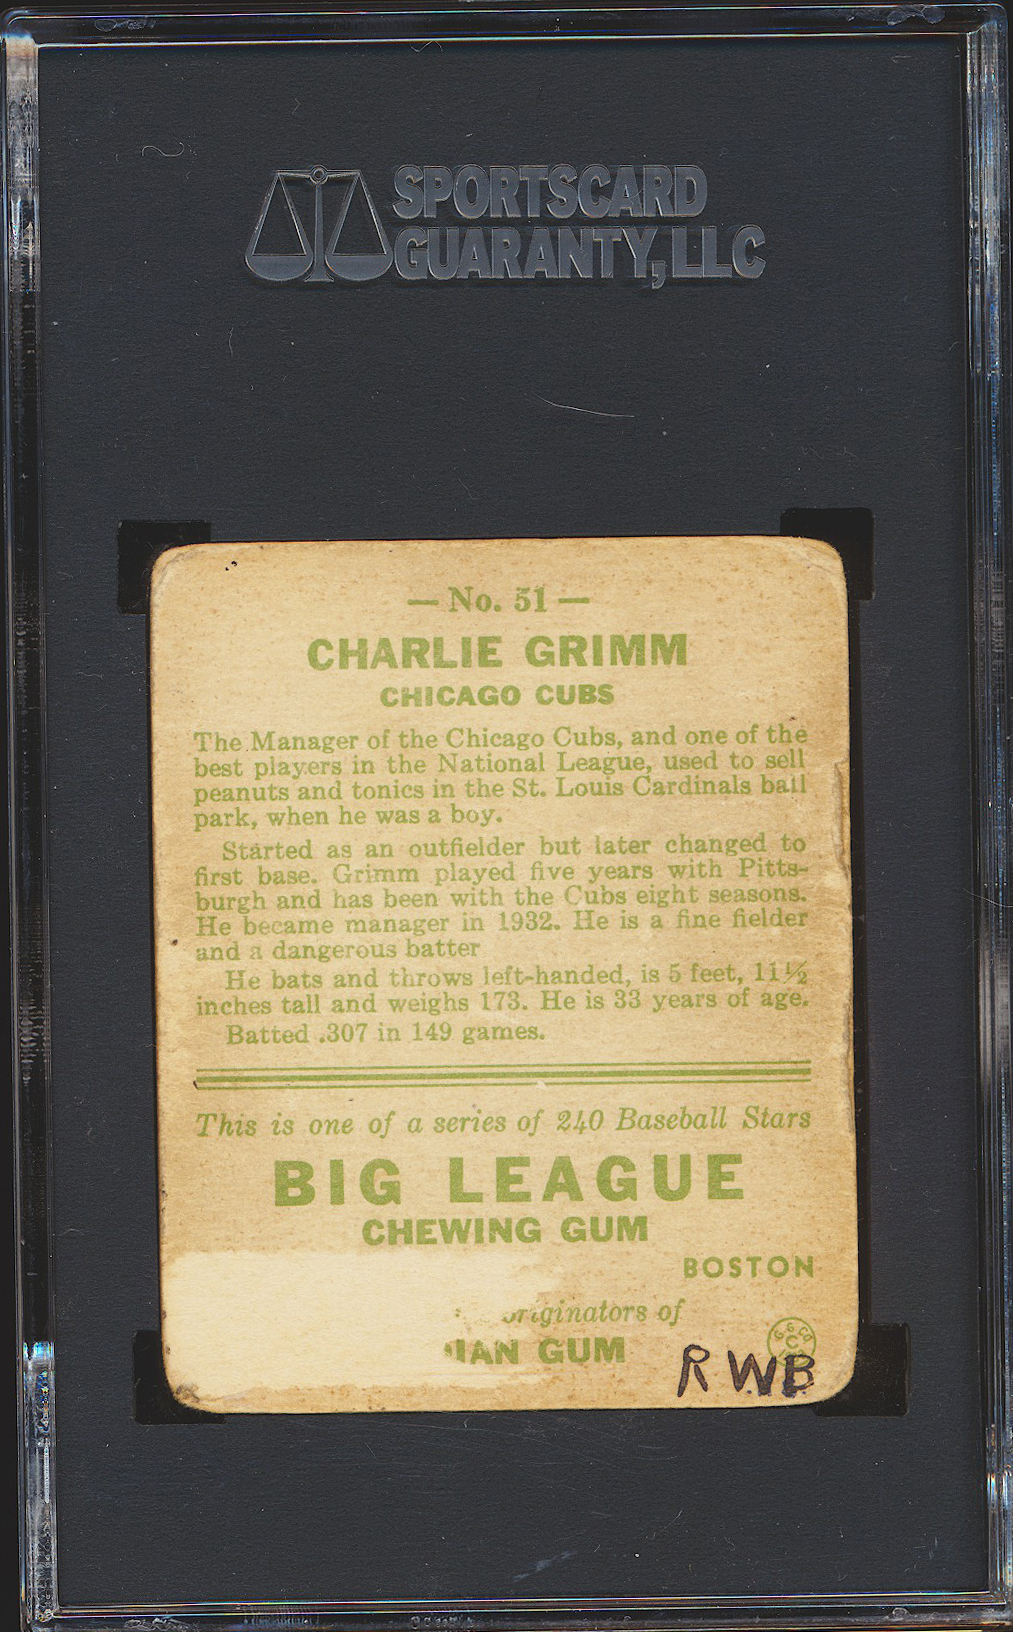 SPORTSCARD
GUARANTY, LLC
— No. 51 —
CHARLIE GRIMM
CHICAGO CUBS
The Manager of the Chicago Cubs, and one of the
best players in the National League, used to sell
peanuts and tonics in the St. Louis Cardinals ball
park, when he was a boy.
Started as an outfielder but later changed to
first base. Grimm played five years with Pitts-
burgh and has been with the Cubs eight seasons.
He became manager in 1932. He is a fine fielder
and a dangerous batter
He bats and throws left-handed, is 5 feet, 11½
inches tall and weighs 173. He is 33 years of age.
Batted .307 in 149 games.
This is one of a series of 240 Baseball Stars
BIG LEAGUE
CHEWING GUM
BOSTON
originators of
IAN GUM
R W B